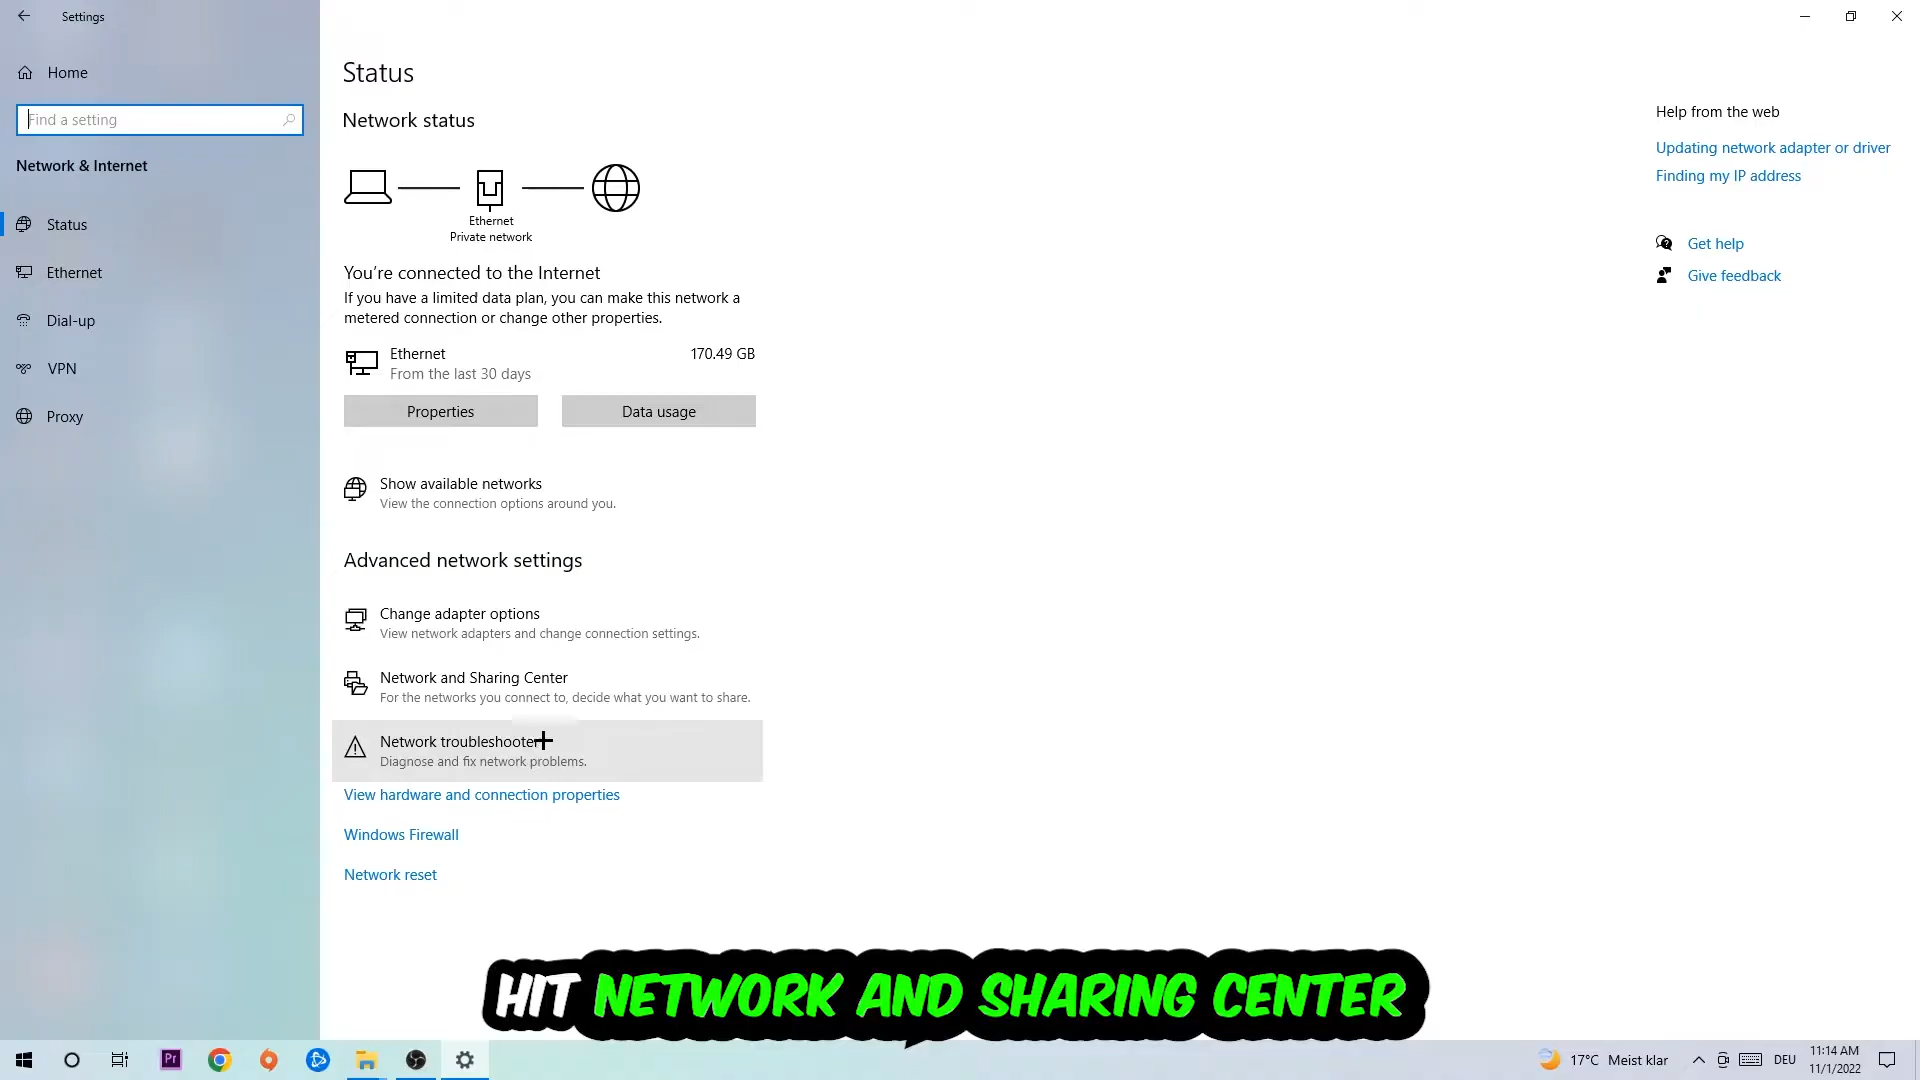 Settings
Home
Find a setting
Network & Internet
Status
Ethernet
Dial-up
VPN
Proxy
Status
Network status
Ethernet
Private network
You're connected to the Internet
If you have a limited data plan, you can make this network a
metered connection or change other properties.
Ethernet 170.49 GB
From the last 30 days
Properties Data usage
Show available networks
View the connection options around you.
Advanced network settings
Change adapter options
View network adapters and change connection settings.
Network and Sharing Center
For the networks you connect to, decide what you want to share.
Network troubleshooter
Diagnose and fix network problems.
View hardware and connection properties
Windows Firewall
Network reset
Help from the web
Updating network adapter or driver
Finding my IP address
Get help
Give feedback
HIT NETWORK AND SHARING CENTER
Pr
17°C Meist klar
DEU
11:14 AM
11/1/2022